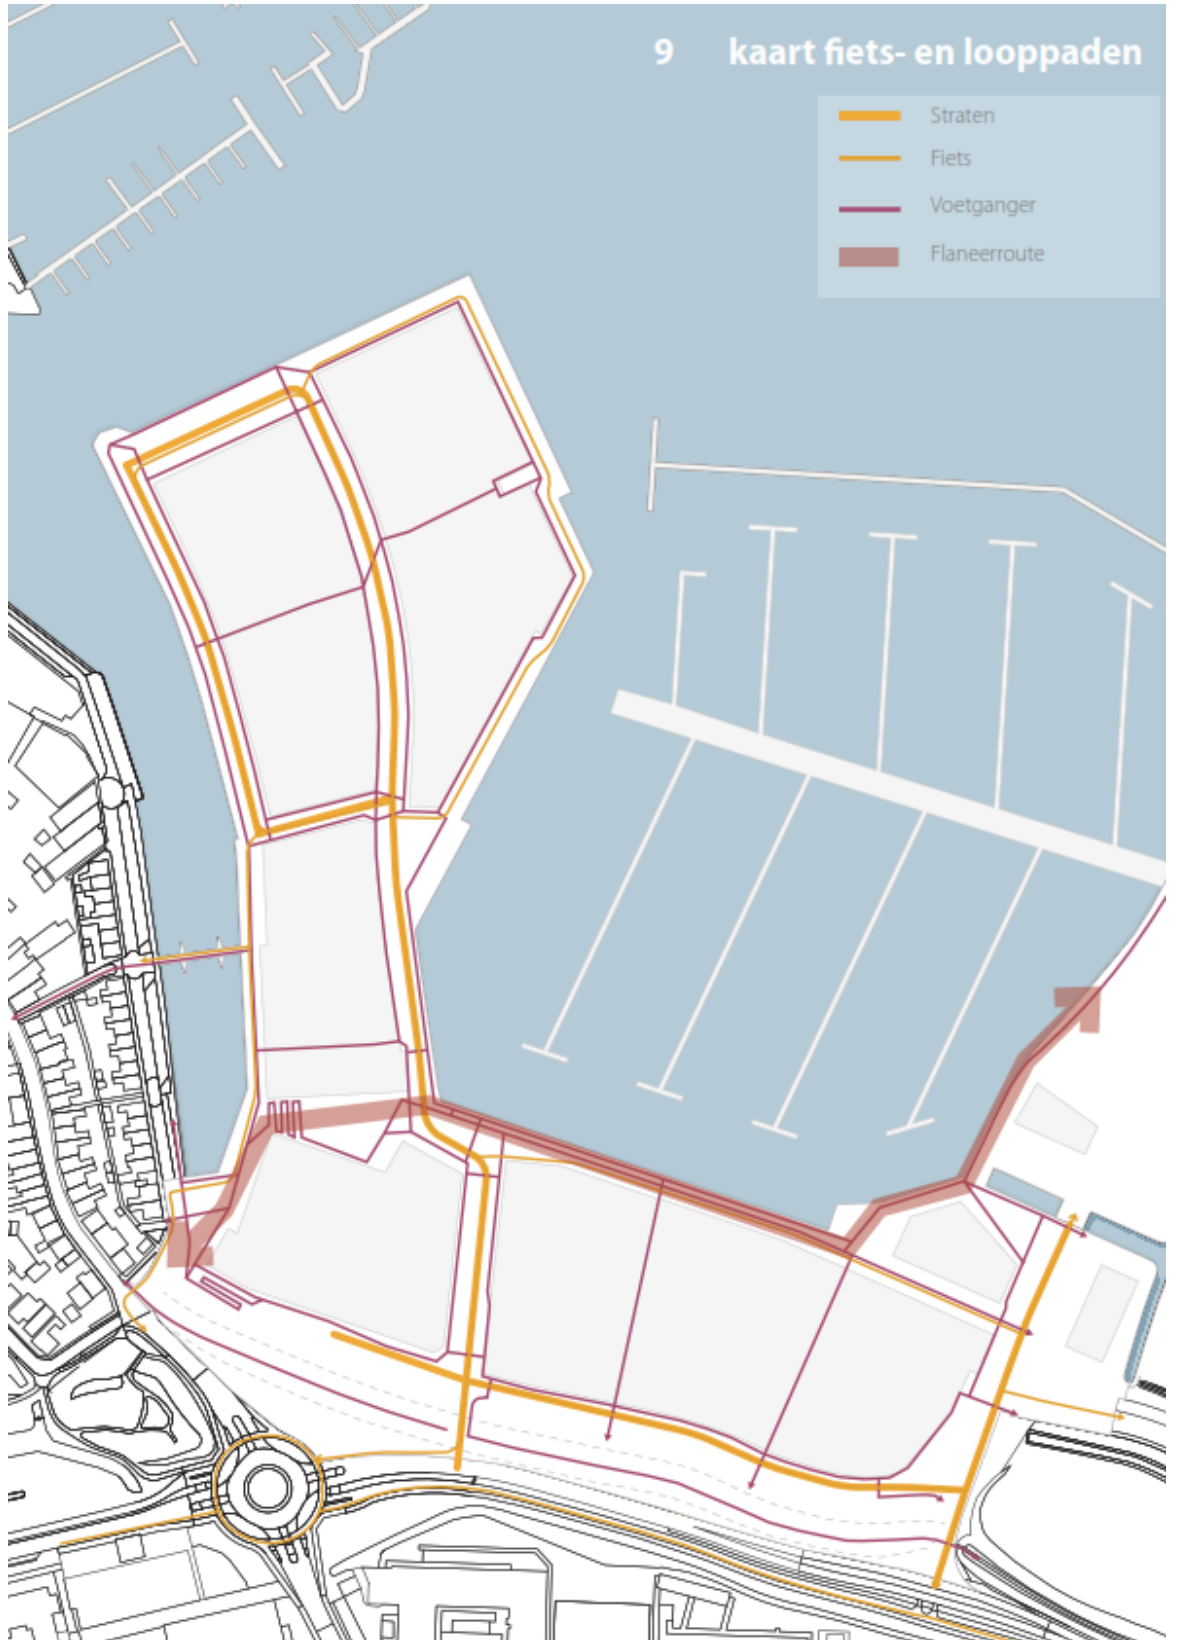 9 kaart fiets- en looppaden
Straten
Fiets
Voetganger
Flaneerroute